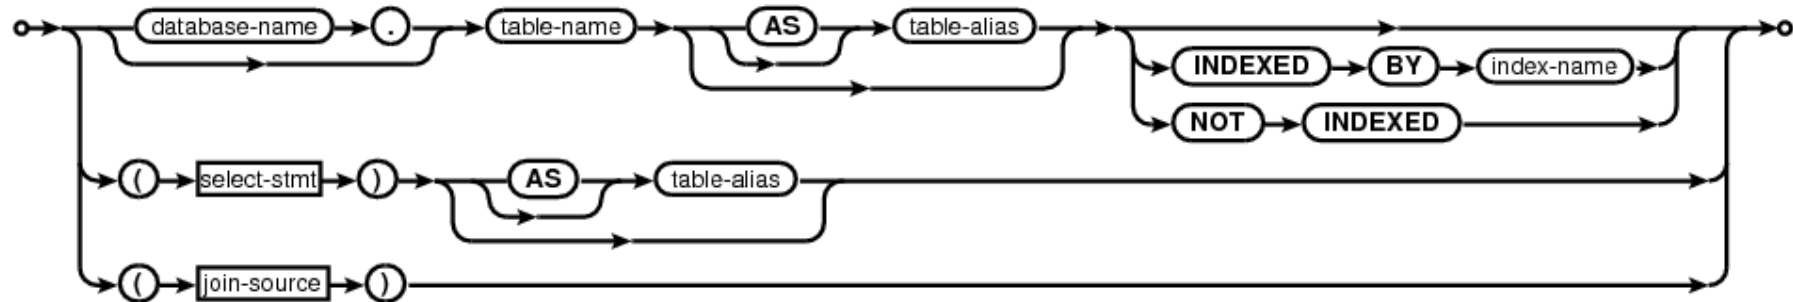 database-name . table-name AS table-alias
INDEXED BY index-name
NOT INDEXED
( select-stmt ) AS table-alias
( join-source )